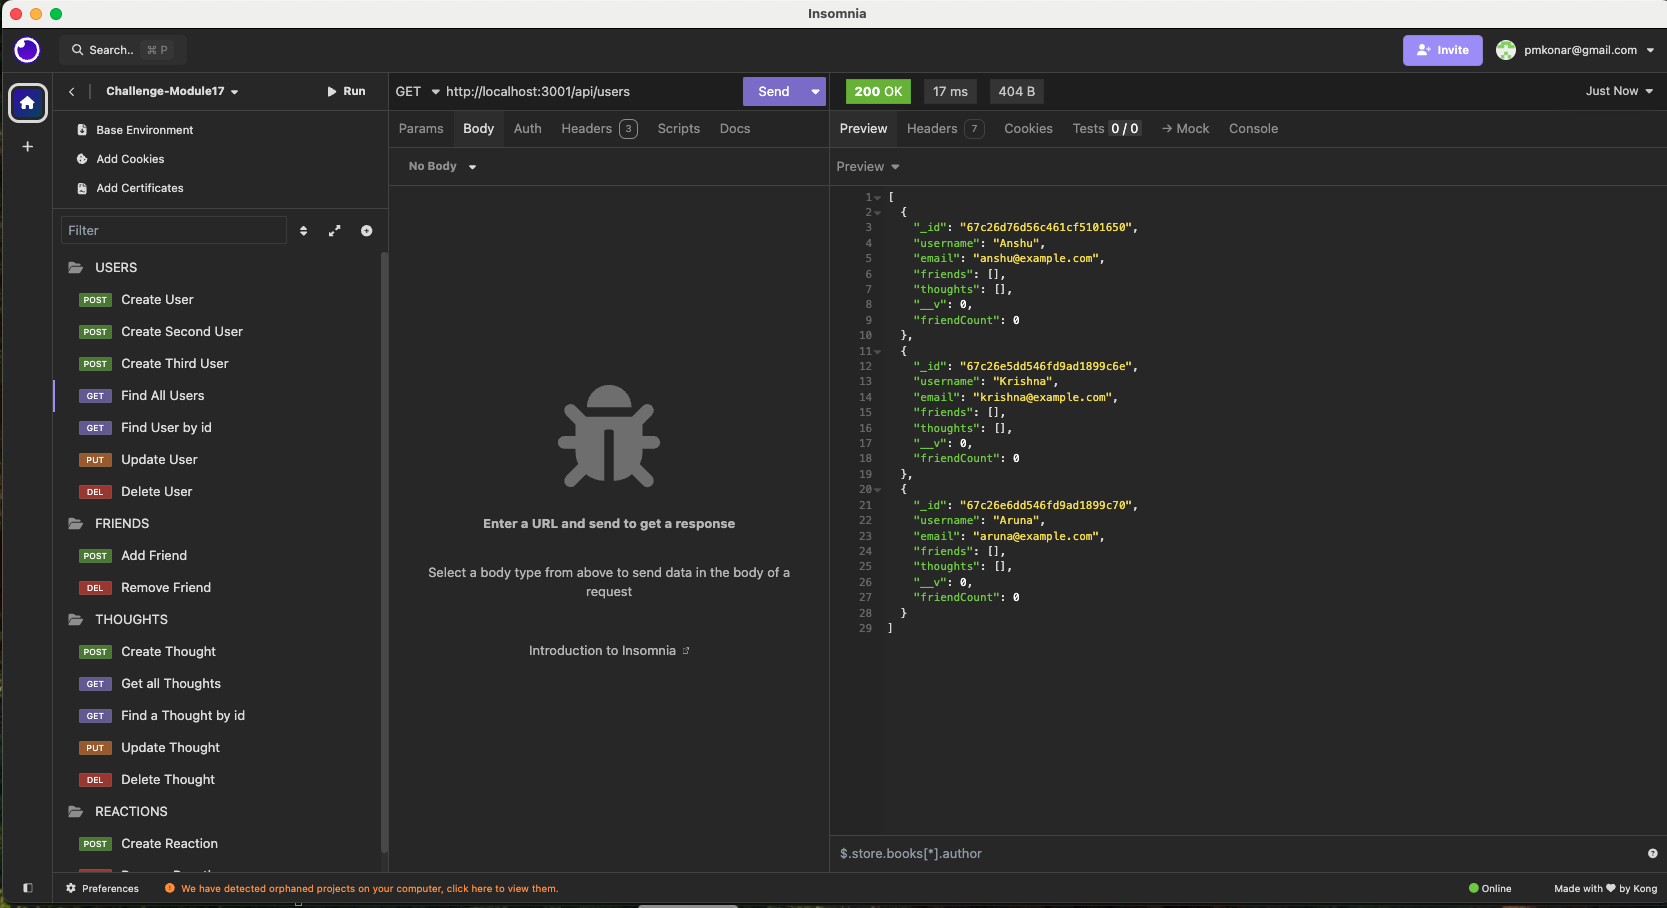 Insomnia
Search.. ⌘ P
Invite
pmkonar@gmail.com
Challenge-Module17
Run
Base Environment
Add Cookies
Add Certificates
Filter
USERS
POST Create User
POST Create Second User
POST Create Third User
GET Find All Users
GET Find User by id
PUT Update User
DEL Delete User
FRIENDS
POST Add Friend
DEL Remove Friend
THOUGHTS
POST Create Thought
GET Get all Thoughts
GET Find a Thought by id
PUT Update Thought
DEL Delete Thought
REACTIONS
POST Create Reaction
GET http://localhost:3001/api/users
Send
Params Body Auth Headers 3 Scripts Docs
No Body
Enter a URL and send to get a response
Select a body type from above to send data in the body of a
request
Introduction to Insomnia
200 OK 17 ms 404 B
Just Now
Preview Headers 7 Cookies Tests 0 / 0 → Mock Console
Preview
1 [
2 {
3 "_id": "67c26d76d56c461cf5101650",
4 "username": "Anshu",
5 "email": "anshu@example.com",
6 "friends": [],
7 "thoughts": [],
8 "__v": 0,
9 "friendCount": 0
10 },
11 {
12 "_id": "67c26e5dd546fd9ad1899c6e",
13 "username": "Krishna",
14 "email": "krishna@example.com",
15 "friends": [],
16 "thoughts": [],
17 "__v": 0,
18 "friendCount": 0
19 },
20 {
21 "_id": "67c26e6dd546fd9ad1899c70",
22 "username": "Aruna",
23 "email": "aruna@example.com",
24 "friends": [],
25 "thoughts": [],
26 "__v": 0,
27 "friendCount": 0
28 }
29 ]
$.store.books[*].author
Preferences
We have detected orphaned projects on your computer, click here to view them.
Online
Made with ♥ by Kong